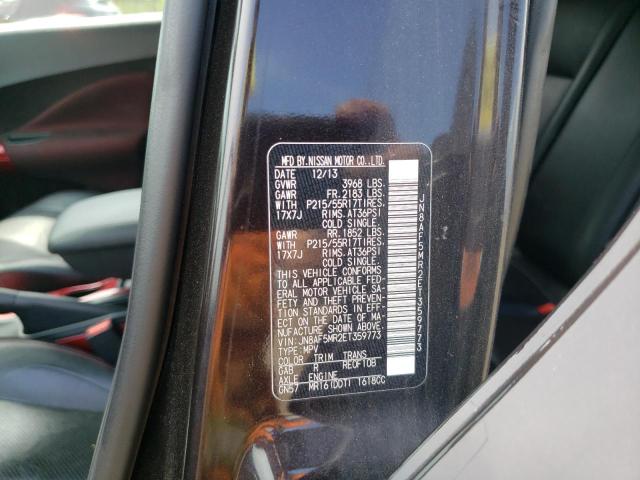 MFD BY NISSAN MOTOR CO.,LTD.
DATE 12/13
GVWR 3968 LBS.
GAWR FR. 2183 LBS.
WITH P215/55R17TIRES.
17X7J RIMS. AT36PSI
COLD SINGLE.
GAWR RR. 1852 LBS.
WITH P215/55R17TIRES.
17X7J RIMS. AT36PSI
COLD SINGLE.
THIS VEHICLE CONFORMS
TO ALL APPLICABLE FED-
ERAL MOTOR VEHICLE SA-
FETY AND THEFT PREVEN-
TION STANDARDS IN EFF-
ECT ON THE DATE OF MA-
NUFACTURE SHOWN ABOVE.
VIN: JN8AF5MR2ET359773
TYPE: MPV
COLOR TRIM TRANS
GAB R RE0F10B
AXLE ENGINE
GN57 MR16(DDT) 1618CC
JN8AF5MR2ET359773